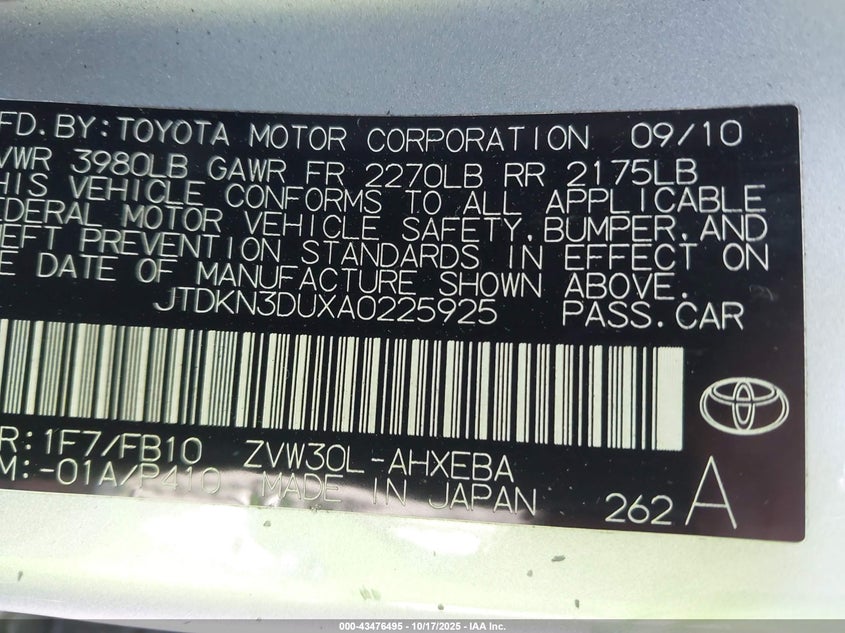 FD. BY: TOYOTA MOTOR CORPORATION 09/10
VWR 3980LB GAWR FR 2270LB RR 2175LB
HIS VEHICLE CONFORMS TO ALL APPLICABLE
EDERAL MOTOR VEHICLE SAFETY, BUMPER, AND
EFT PREVENTION STANDARDS IN EFFECT ON
E DATE OF MANUFACTURE SHOWN ABOVE.
JTDKN3DUXA0225925 PASS. CAR
R: 1F7/FB10 ZVW30L-AHXEBA
M: -01A/P410 MADE IN JAPAN 262 A
000-43476495 - 10/17/2025 - IAA Inc.